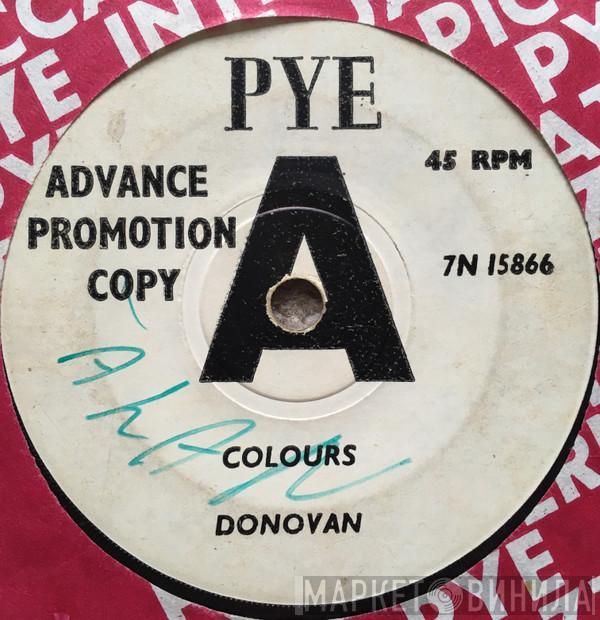 PYE
45 RPM
ADVANCE
PROMOTION
COPY
A
7N 15866
COLOURS
DONOVAN
МАРКЕТ ВИНИЛА